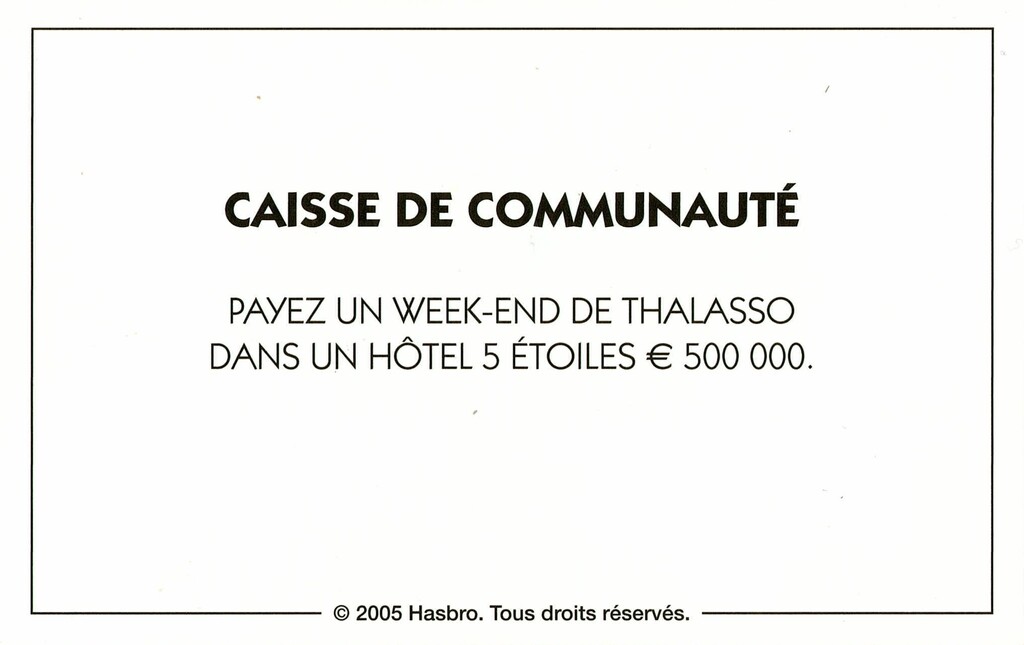 CAISSE DE COMMUNAUTÉ
PAYEZ UN WEEK-END DE THALASSO
DANS UN HÔTEL 5 ÉTOILES € 500 000.
© 2005 Hasbro. Tous droits réservés.